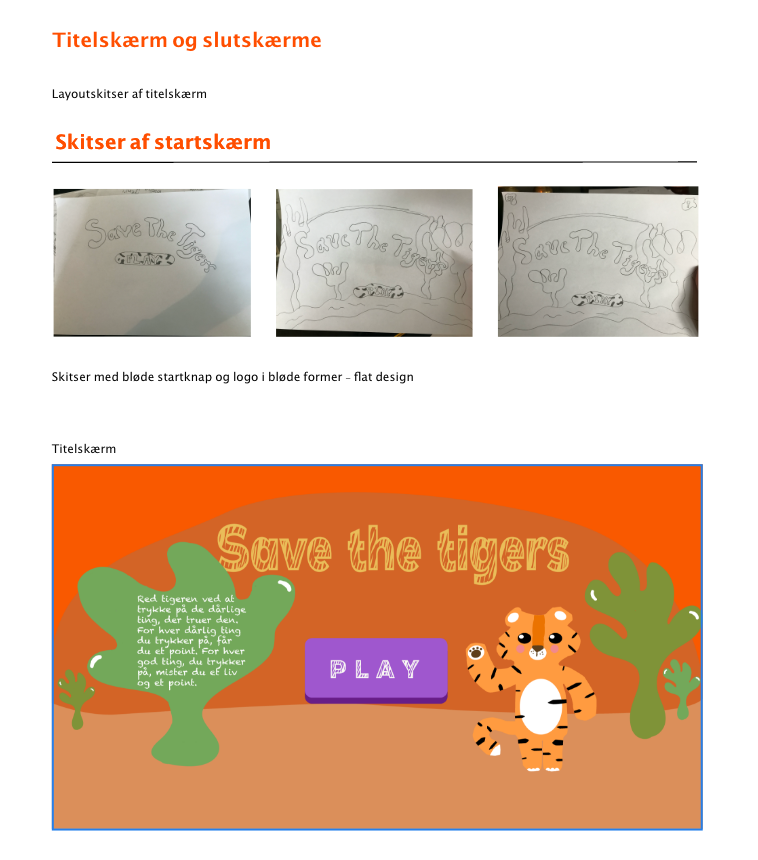 Titelskærm og slutskærme
Layoutskitser af titelskærm
Skitser af startskærm
Save The Tigers
PLAY
Save The Tigers
PLAY
Save The Tigers
PLAY
Skitser med bløde startknap og logo i bløde former – flat design
Titelskærm
Save the tigers
Red tigeren ved at
trykke på de dårlige
ting, der truer den.
For hver dårlig ting
du trykker på, får
du et point. For hver
god ting, du trykker
på, mister du et liv
og et point.
PLAY